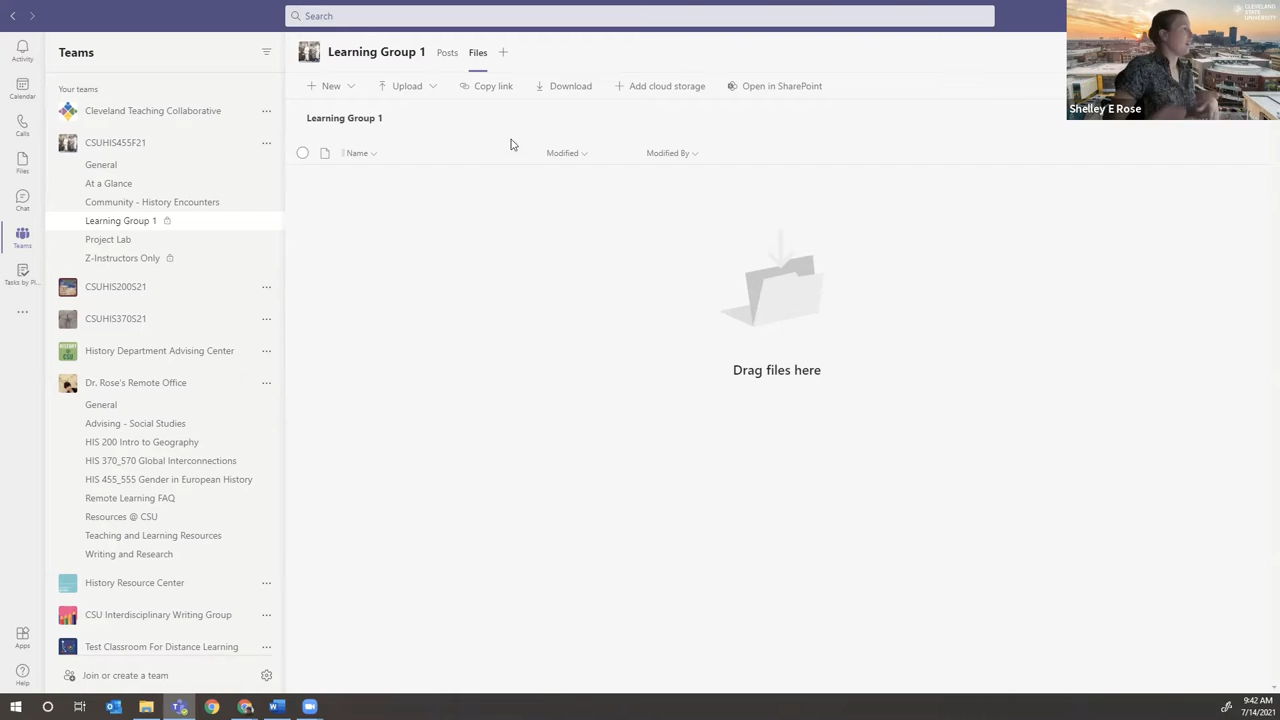 Search
CLEVELAND
STATE
UNIVERSITY
Shelley E Rose
Activity
Calendar
Calls
Files
Chat
Teams
Tasks by Pl...
Apps
Help
Teams
Your teams
Cleveland Teaching Collaborative
CSUHIS455F21
General
At a Glance
Community - History Encounters
Learning Group 1
Project Lab
Z-Instructors Only
CSUHIS200S21
CSUHIS370S21
History Department Advising Center
Dr. Rose's Remote Office
General
Advising - Social Studies
HIS 200 Intro to Geography
HIS 370_570 Global Interconnections
HIS 455_555 Gender in European History
Remote Learning FAQ
Resources @ CSU
Teaching and Learning Resources
Writing and Research
History Resource Center
CSU Interdisciplinary Writing Group
Test Classroom For Distance Learning
Join or create a team
Learning Group 1 Posts Files
New Upload Copy link Download Add cloud storage Open in SharePoint
Learning Group 1
Name Modified Modified By
Drag files here
9:42 AM
7/14/2021